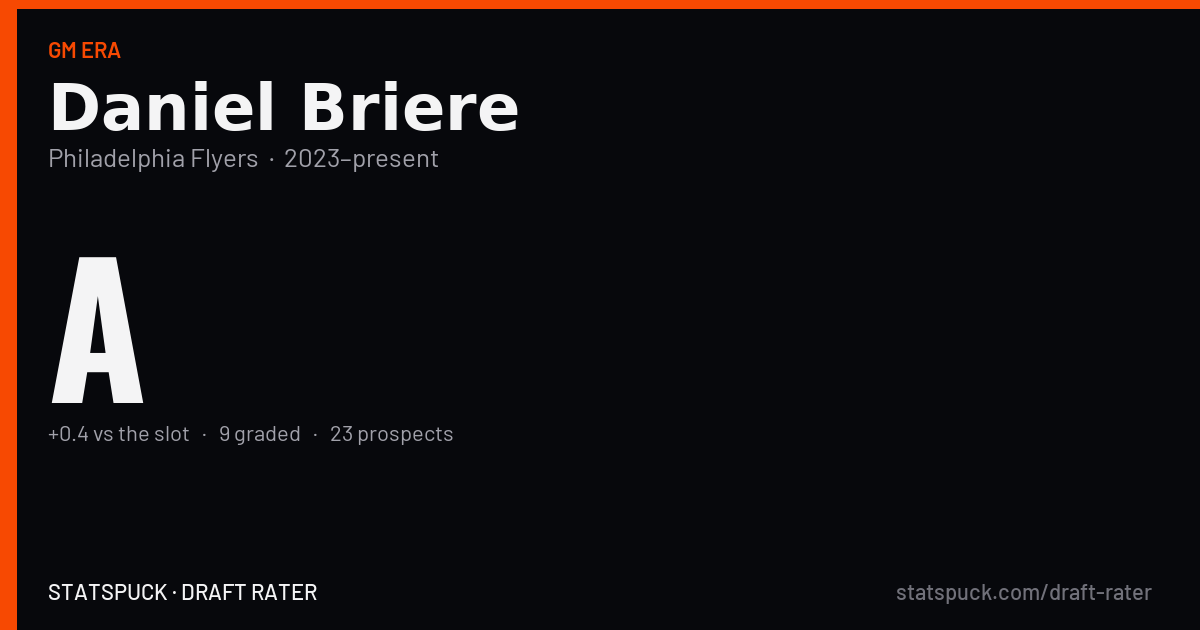 GM ERA
Daniel Briere
Philadelphia Flyers · 2023–present
A
+0.4 vs the slot · 9 graded · 23 prospects
STATSPUCK · DRAFT RATER
statspuck.com/draft-rater